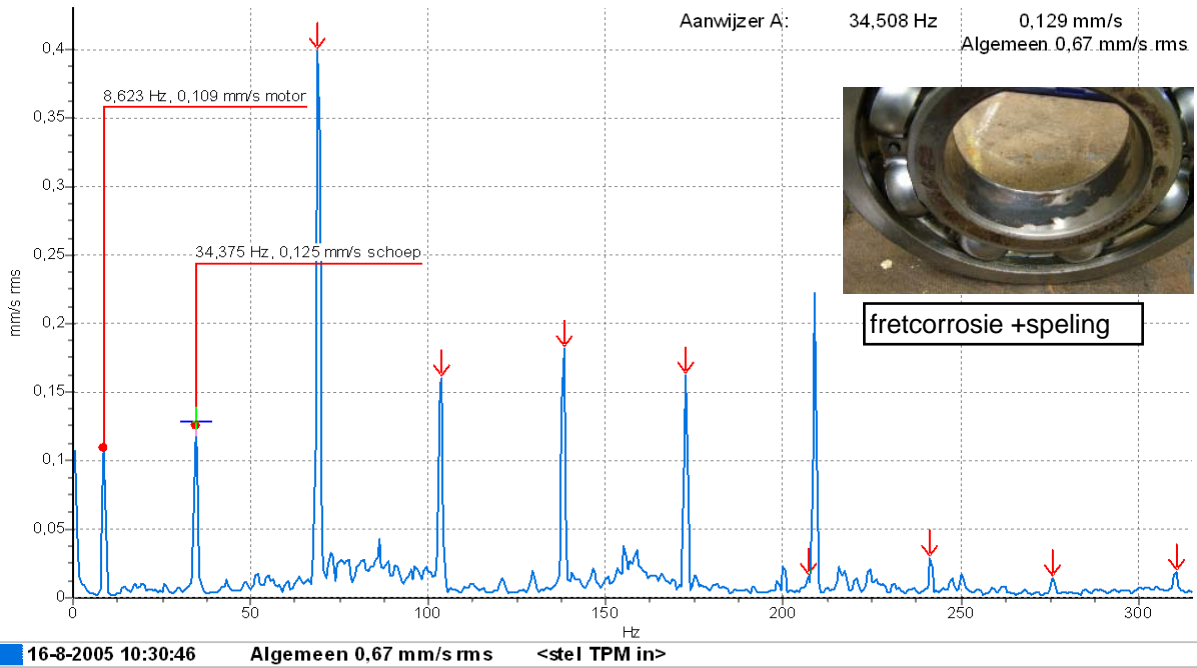 Aanwijzer A: 34,508 Hz 0,129 mm/s
Algemeen 0,67 mm/s rms
0,4
8,623 Hz, 0,109 mm/s motor
0,35
0,3
34,375 Hz, 0,125 mm/s schoep
0,25
mm/s rms
0,2
fretcorrosie +speling
0,15
0,1
0,05
0
0 50 100 150 200 250 300
Hz
16-8-2005 10:30:46 Algemeen 0,67 mm/s rms <stel TPM in>